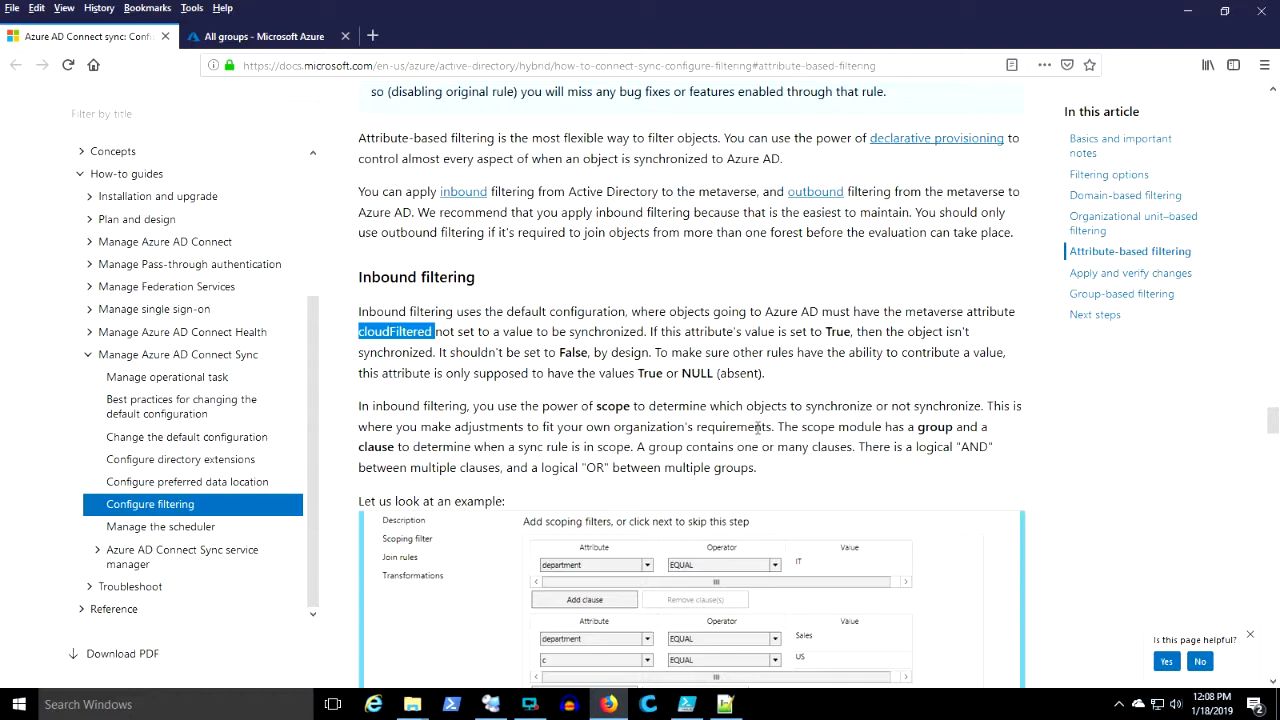 File Edit View History Bookmarks Tools Help
Azure AD Connect sync: Confi
All groups - Microsoft Azure
https://docs.microsoft.com/en-us/azure/active-directory/hybrid/how-to-connect-sync-configure-filtering#attribute-based-filtering
Filter by title
Concepts
How-to guides
Installation and upgrade
Plan and design
Manage Azure AD Connect
Manage Pass-through authentication
Manage Federation Services
Manage single sign-on
Manage Azure AD Connect Health
Manage Azure AD Connect Sync
Manage operational task
Best practices for changing the
default configuration
Change the default configuration
Configure directory extensions
Configure preferred data location
Configure filtering
Manage the scheduler
Azure AD Connect Sync service
manager
Troubleshoot
Reference
Download PDF
so (disabling original rule) you will miss any bug fixes or features enabled through that rule.
Attribute-based filtering is the most flexible way to filter objects. You can use the power of declarative provisioning to
control almost every aspect of when an object is synchronized to Azure AD.
You can apply inbound filtering from Active Directory to the metaverse, and outbound filtering from the metaverse to
Azure AD. We recommend that you apply inbound filtering because that is the easiest to maintain. You should only
use outbound filtering if it's required to join objects from more than one forest before the evaluation can take place.
Inbound filtering
Inbound filtering uses the default configuration, where objects going to Azure AD must have the metaverse attribute
cloudFiltered not set to a value to be synchronized. If this attribute's value is set to True, then the object isn't
synchronized. It shouldn't be set to False, by design. To make sure other rules have the ability to contribute a value,
this attribute is only supposed to have the values True or NULL (absent).
In inbound filtering, you use the power of scope to determine which objects to synchronize or not synchronize. This is
where you make adjustments to fit your own organization's requirements. The scope module has a group and a
clause to determine when a sync rule is in scope. A group contains one or many clauses. There is a logical "AND"
between multiple clauses, and a logical "OR" between multiple groups.
Let us look at an example:
Description
Scoping filter
Join rules
Transformations
Add scoping filters, or click next to skip this step
Attribute Operator Value
department EQUAL IT
Add clause Remove clause(s)
Attribute Operator Value
department EQUAL Sales
c EQUAL US
In this article
Basics and important
notes
Filtering options
Domain-based filtering
Organizational unit–based
filtering
Attribute-based filtering
Apply and verify changes
Group-based filtering
Next steps
Is this page helpful?
Yes No
Search Windows
12:08 PM
1/18/2019
2